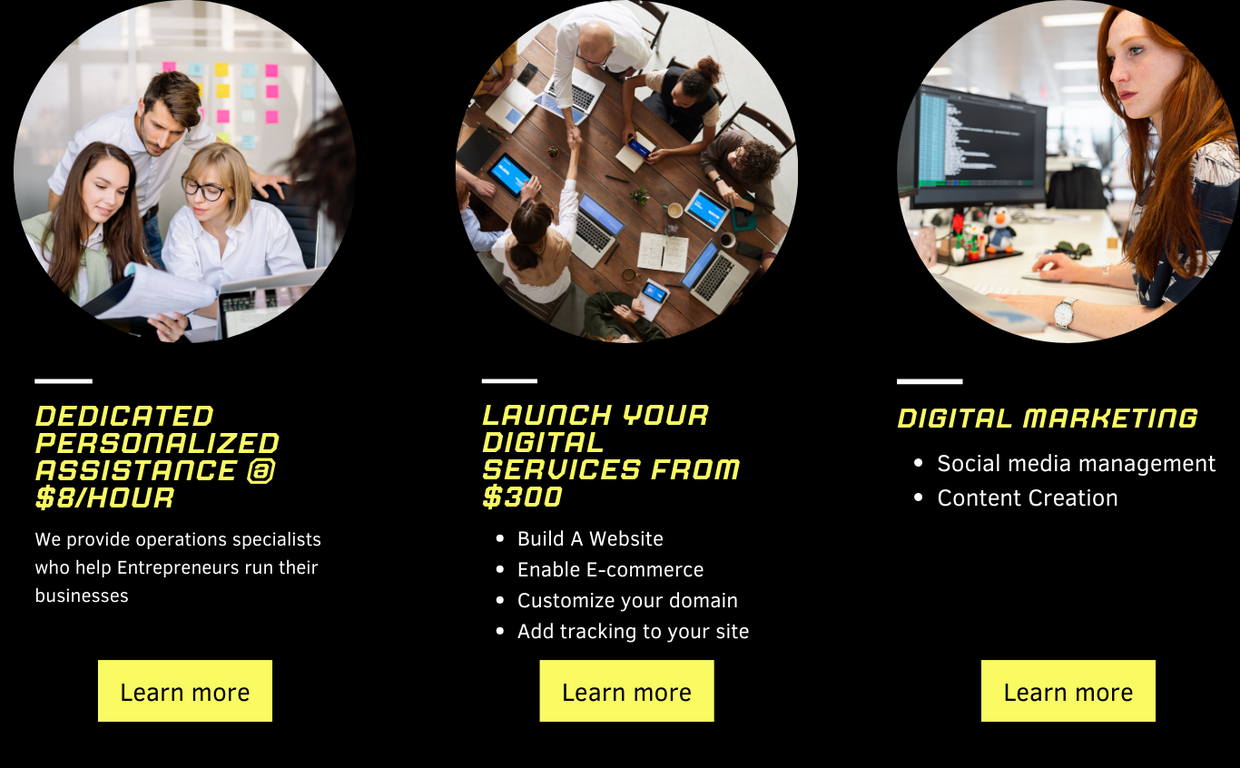 DEDICATED
PERSONALIZED
ASSISTANCE @
$8/HOUR
We provide operations specialists
who help Entrepreneurs run their
businesses
Learn more
LAUNCH YOUR
DIGITAL
SERVICES FROM
$300
• Build A Website
• Enable E-commerce
• Customize your domain
• Add tracking to your site
Learn more
DIGITAL MARKETING
• Social media management
• Content Creation
Learn more